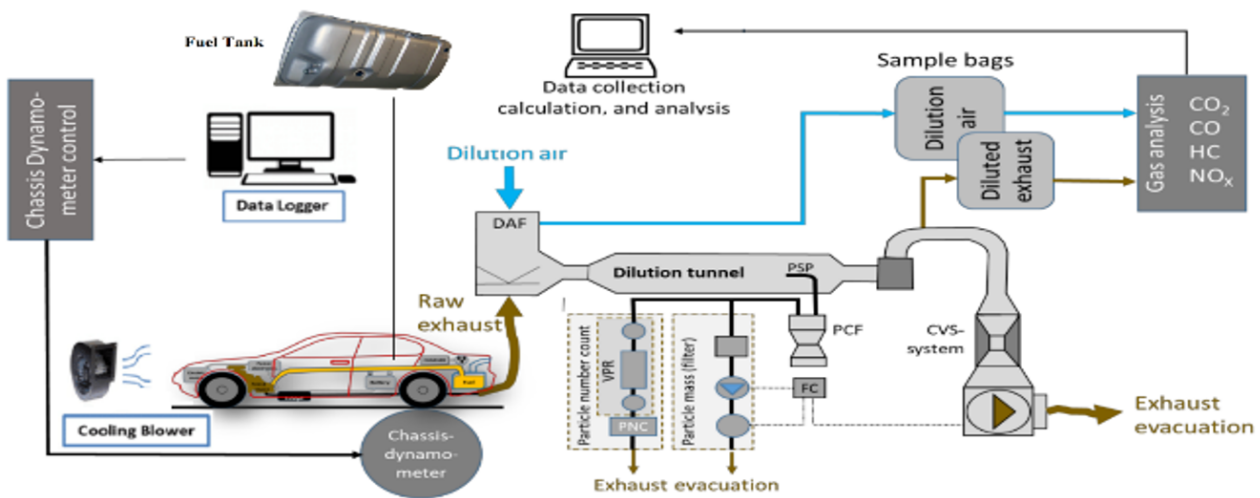 Fuel Tank
Chassis Dynamo-
meter control
Data Logger
Data collection
calculation, and analysis
Sample bags
Dilution
air
Diluted
exhaust
Gas analysis
CO₂
CO
HC
NOₓ
Dilution air
DAF
Dilution tunnel
PSP
Raw
exhaust
PCF
CVS-
system
Particle number count
VPR
PNC
Particle mass (filter)
FC
Battery
Fuel
Cooling Blower
Chassis-
dynamo-
meter
Exhaust
evacuation
Exhaust evacuation